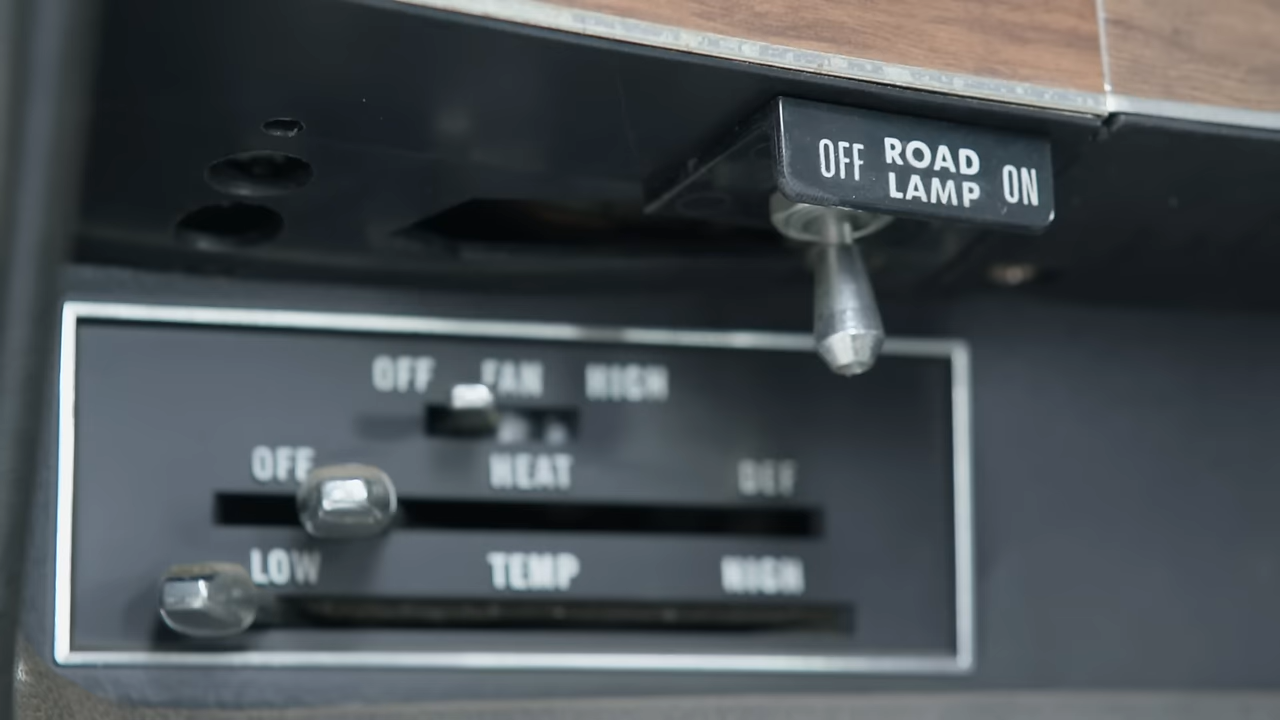 OFF ROAD LAMP ON
OFF FAN HIGH
OFF HEAT DEF
LOW TEMP HIGH